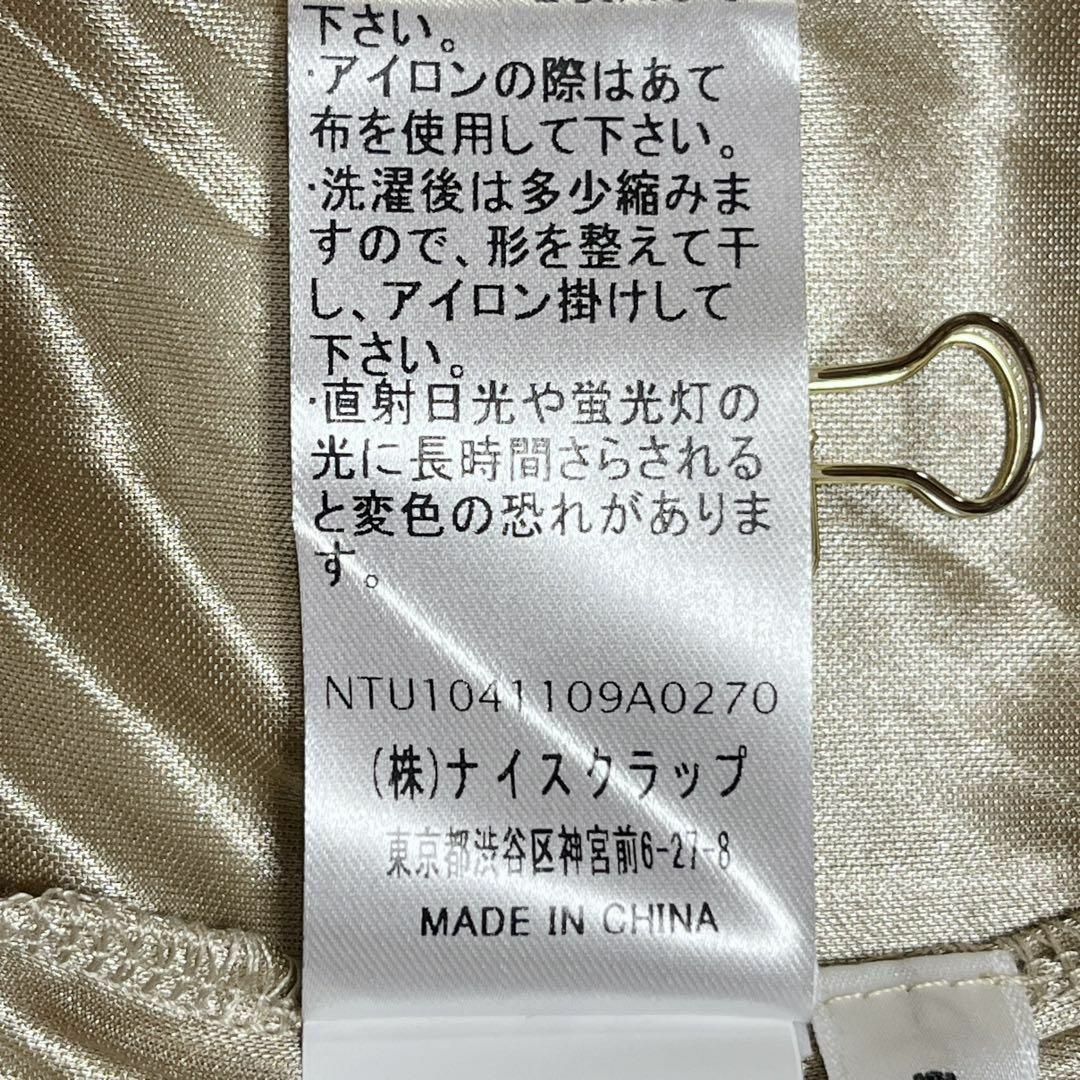 下さい。
・アイロンの際はあて
布を使用して下さい。
・洗濯後は多少縮みま
すので、形を整えて干
し、アイロン掛けして
下さい。
・直射日光や蛍光灯の
光に長時間さらされる
と変色の恐れがありま
す。
NTU1041109A0270
(株)ナイスクラップ
東京都渋谷区神宮前6-27-8
MADE IN CHINA